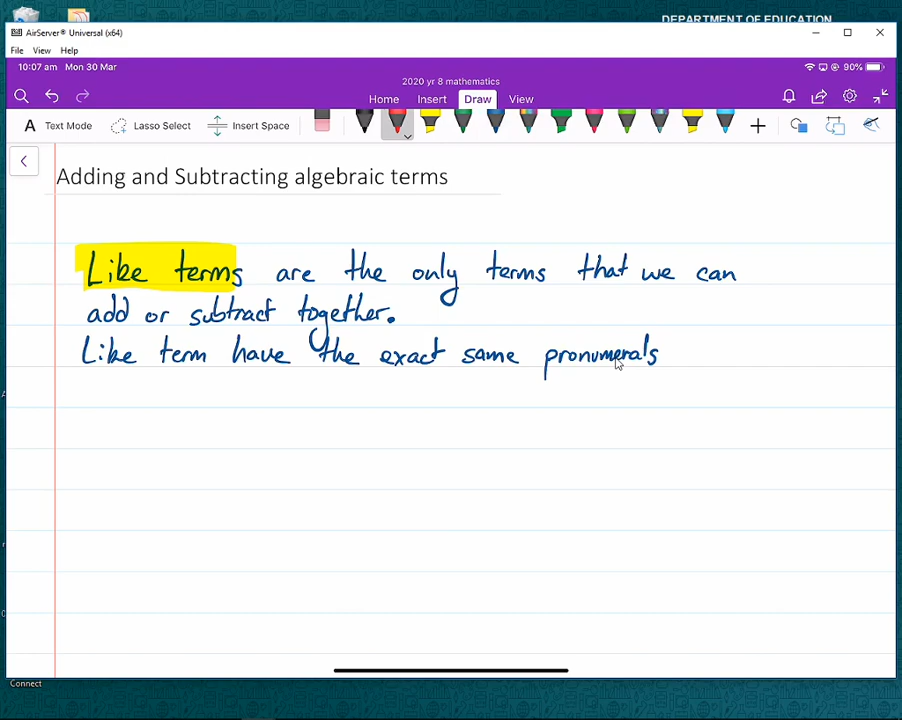 DEPARTMENT OF EDUCATION
AirServer® Universal (x64)
File View Help
10:07 am Mon 30 Mar
90%
2020 yr 8 mathematics
Home Insert Draw View
A Text Mode Lasso Select Insert Space
Adding and Subtracting algebraic terms
Like terms are the only terms that we can
add or subtract together.
Like term have the exact same pronumerals
Connect